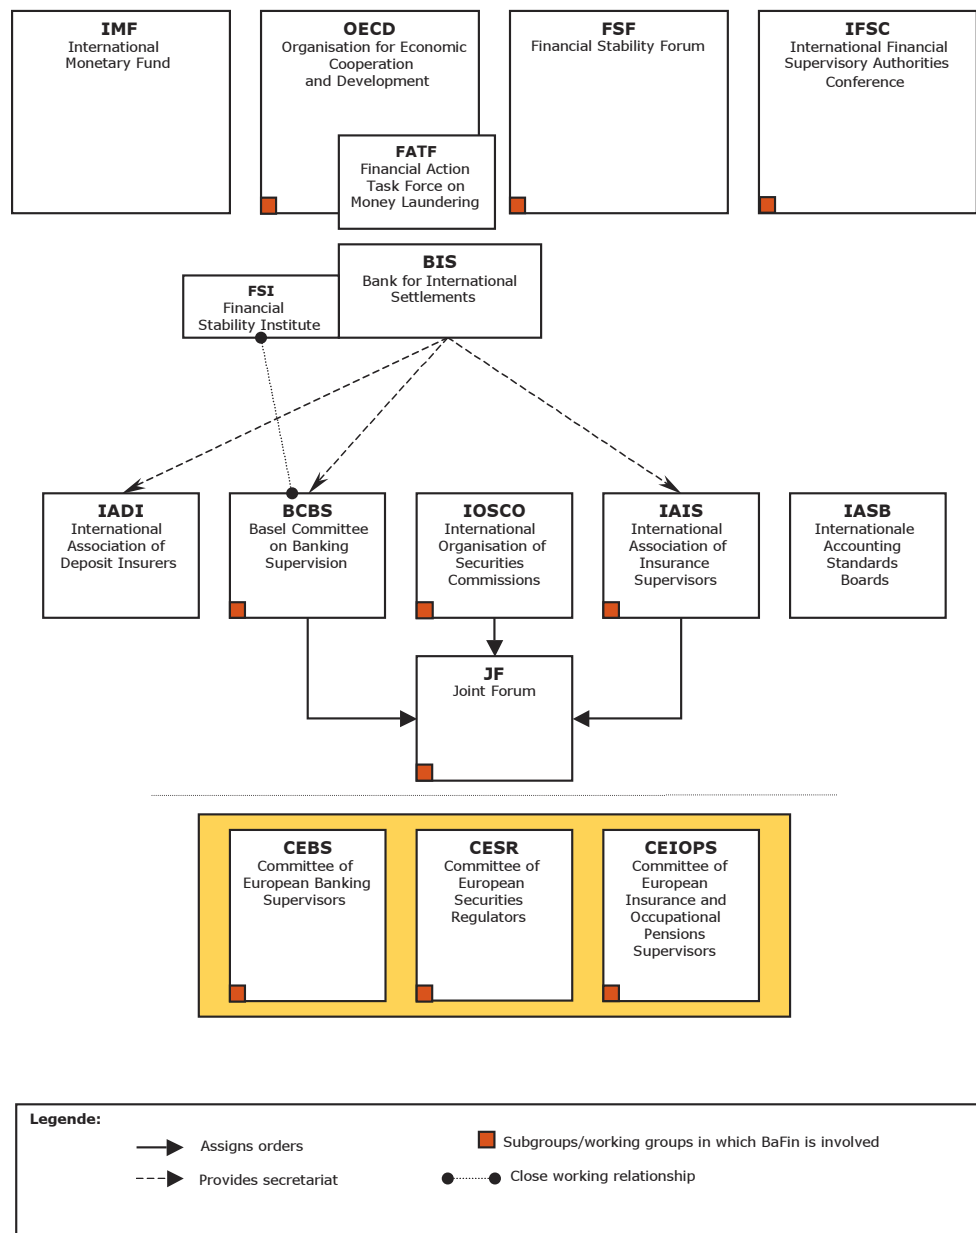 IMF
International
Monetary Fund
OECD
Organisation for Economic
Cooperation
and Development
FSF
Financial Stability Forum
IFSC
International Financial
Supervisory Authorities
Conference
FATF
Financial Action
Task Force on
Money Laundering
BIS
Bank for International
Settlements
FSI
Financial
Stability Institute
IADI
International
Association of
Deposit Insurers
BCBS
Basel Committee
on Banking
Supervision
IOSCO
International
Organisation of
Securities
Commissions
IAIS
International
Association of
Insurance
Supervisors
IASB
Internationale
Accounting
Standards
Boards
JF
Joint Forum
CEBS
Committee of
European Banking
Supervisors
CESR
Committee of
European
Securities
Regulators
CEIOPS
Committee of
European
Insurance and
Occupational
Pensions
Supervisors
Legende:
Assigns orders
Subgroups/working groups in which BaFin is involved
Provides secretariat
Close working relationship